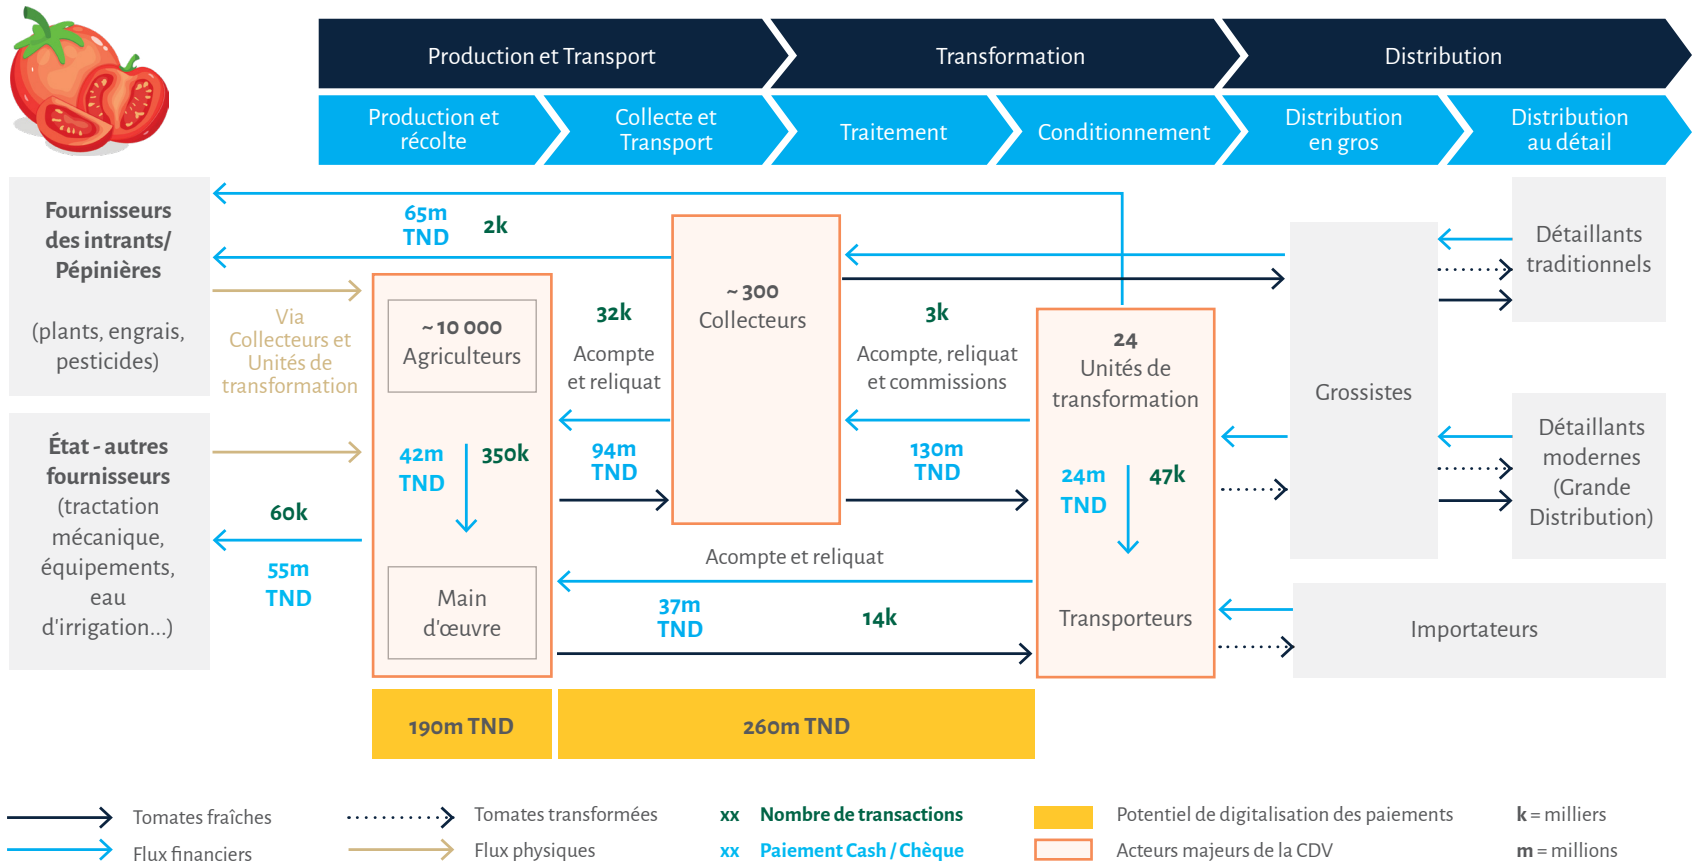 Production et Transport
Transformation
Distribution
Production et
récolte
Collecte et
Transport
Traitement
Conditionnement
Distribution
en gros
Distribution
au détail
Fournisseurs
des intrants/
Pépinières
(plants, engrais,
pesticides)
État - autres
fournisseurs
(tractation
mécanique,
équipements,
eau
d'irrigation...)
65m
TND
2k
Via
Collecteurs et
Unités de
transformation
60k
55m
TND
~ 10 000
Agriculteurs
42m
TND
350k
Main
d'œuvre
32k
Acompte
et reliquat
94m
TND
~ 300
Collecteurs
3k
Acompte, reliquat
et commissions
130m
TND
Acompte et reliquat
37m
TND
14k
24
Unités de
transformation
24m
TND
47k
Transporteurs
Grossistes
Détaillants
traditionnels
Détaillants
modernes
(Grande
Distribution)
Importateurs
190m TND
260m TND
Tomates fraîches
Flux financiers
Tomates transformées
Flux physiques
xx Nombre de transactions
xx Paiement Cash / Chèque
Potentiel de digitalisation des paiements
Acteurs majeurs de la CDV
k = milliers
m = millions